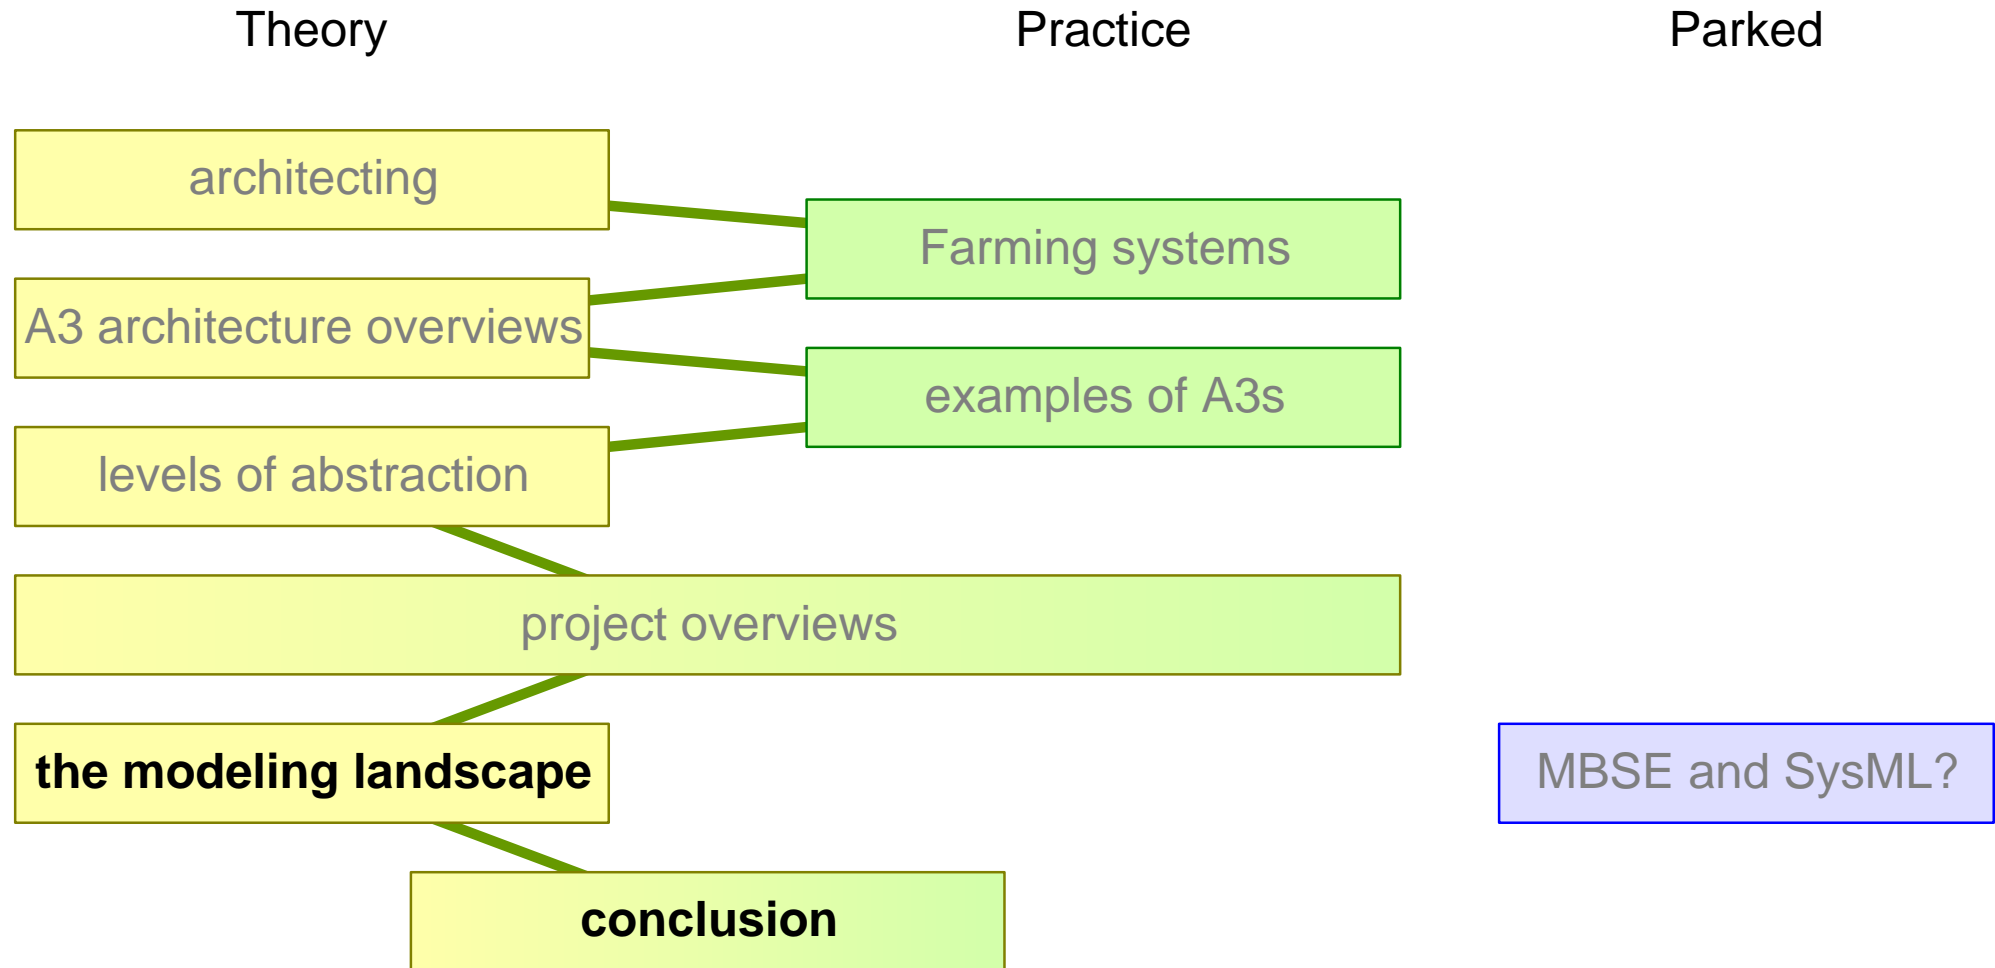 Theory
Practice
Parked
architecting
Farming systems
A3 architecture overviews
examples of A3s
levels of abstraction
project overviews
the modeling landscape
MBSE and SysML?
conclusion